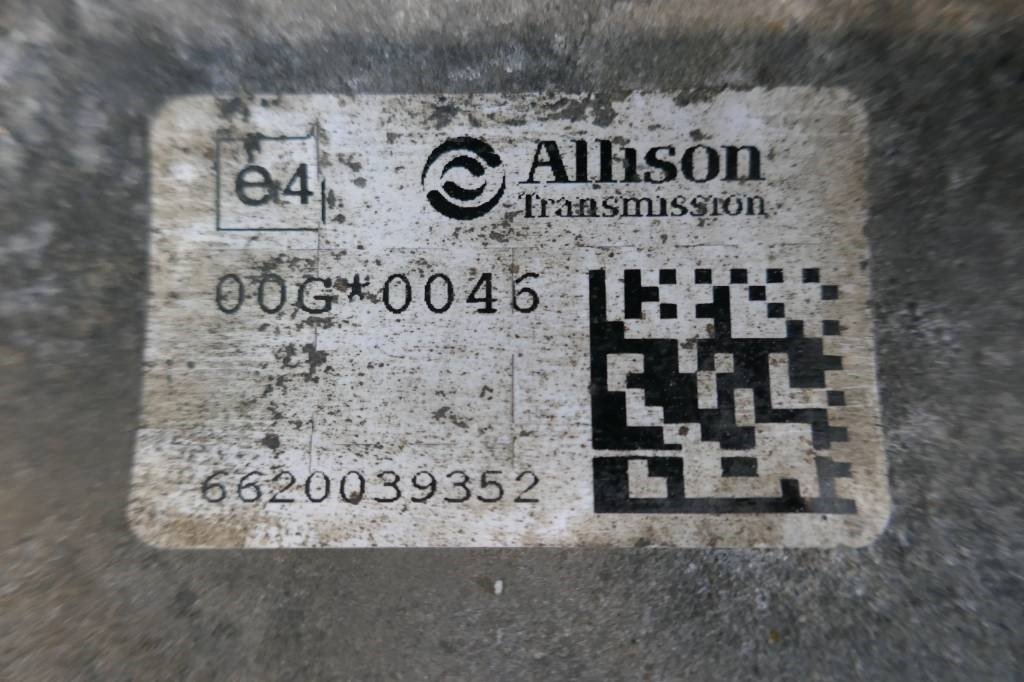 e4
Allison
Transmission
00G*0046
6620039352